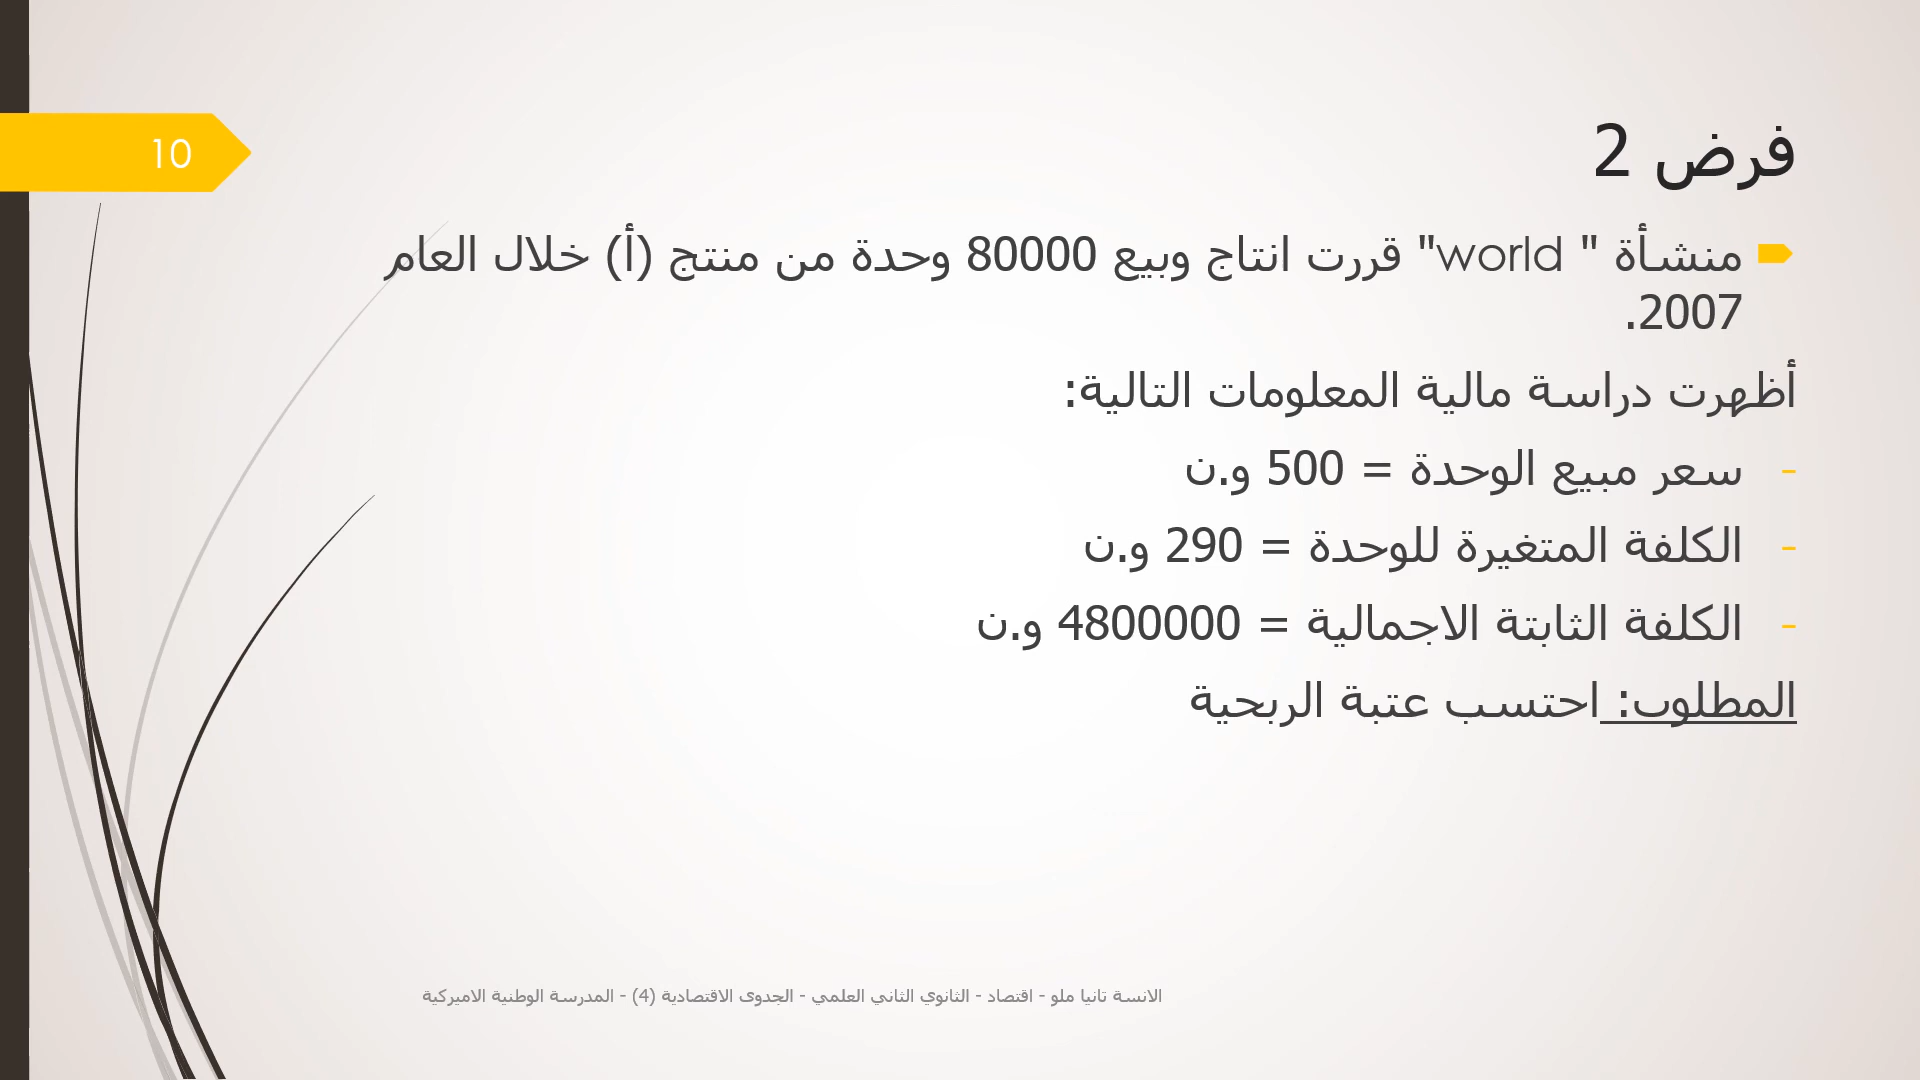 10
فرض 2
منشأة " world" قررت انتاج وبيع 80000 وحدة من منتج (أ) خلال العام
2007.
أظهرت دراسة مالية المعلومات التالية:
- سعر مبيع الوحدة = 500 و.ن
- الكلفة المتغيرة للوحدة = 290 و.ن
- الكلفة الثابتة الاجمالية = 4800000 و.ن
المطلوب: احتسب عتبة الربحية
الانسة تانيا ملو - اقتصاد - الثانوي الثاني العلمي - الجدوى الاقتصادية (4) - المدرسة الوطنية الاميركية